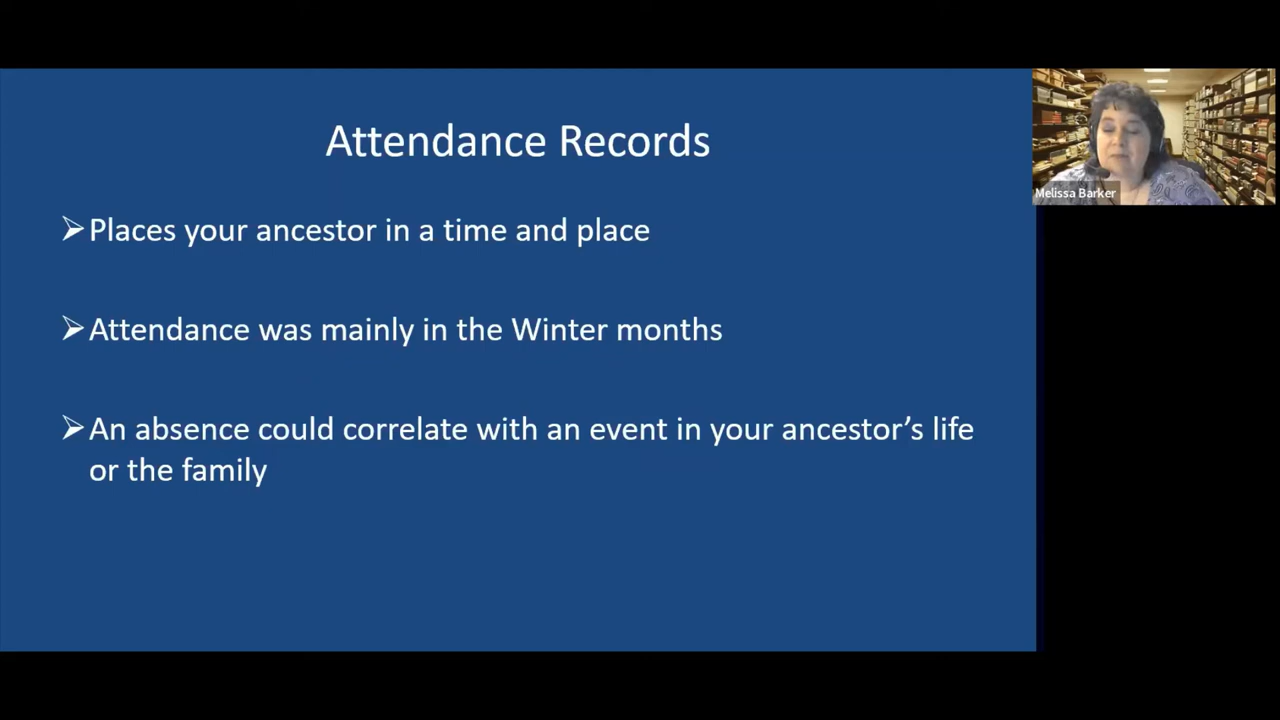 Attendance Records
Melissa Barker
➢Places your ancestor in a time and place
➢Attendance was mainly in the Winter months
➢An absence could correlate with an event in your ancestor’s life
or the family